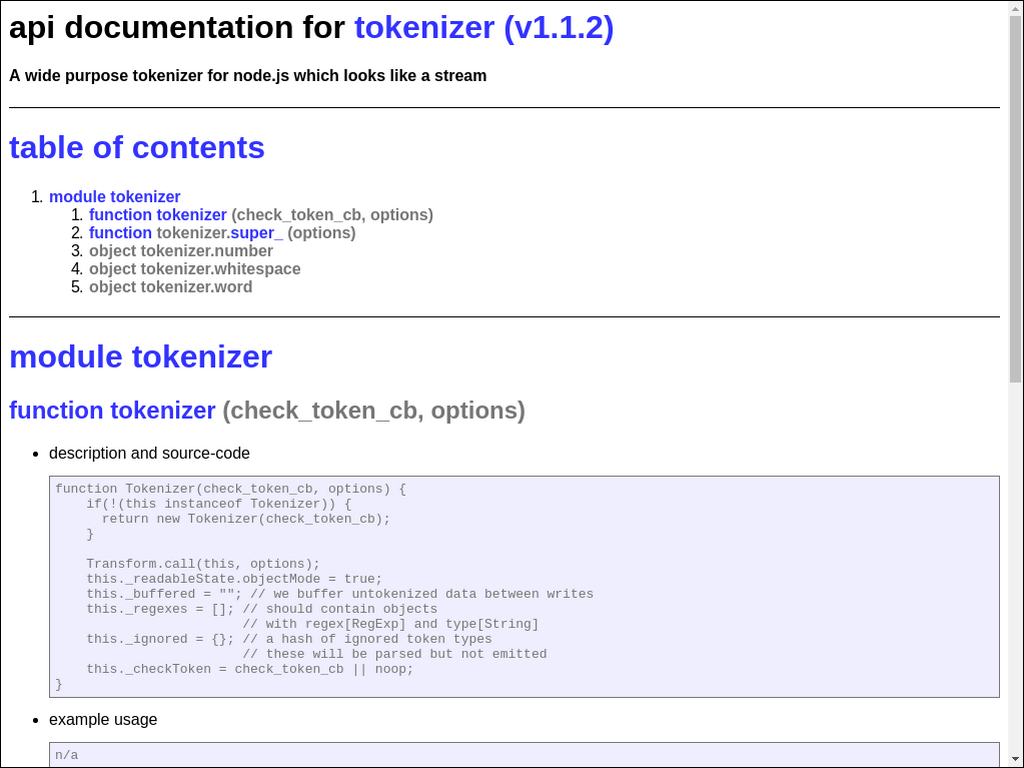 api documentation for tokenizer (v1.1.2)
A wide purpose tokenizer for node.js which looks like a stream
table of contents
1. module tokenizer
1. function tokenizer (check_token_cb, options)
2. function tokenizer.super_ (options)
3. object tokenizer.number
4. object tokenizer.whitespace
5. object tokenizer.word
module tokenizer
function tokenizer (check_token_cb, options)
• description and source-code
function Tokenizer(check_token_cb, options) {
    if(!(this instanceof Tokenizer)) {
      return new Tokenizer(check_token_cb);
    }
    Transform.call(this, options);
    this._readableState.objectMode = true;
    this._buffered = ""; // we buffer untokenized data between writes
    this._regexes = []; // should contain objects
                        // with regex[RegExp] and type[String]
    this._ignored = {}; // a hash of ignored token types
                        // these will be parsed but not emitted
    this._checkToken = check_token_cb || noop;
}
• example usage
n/a